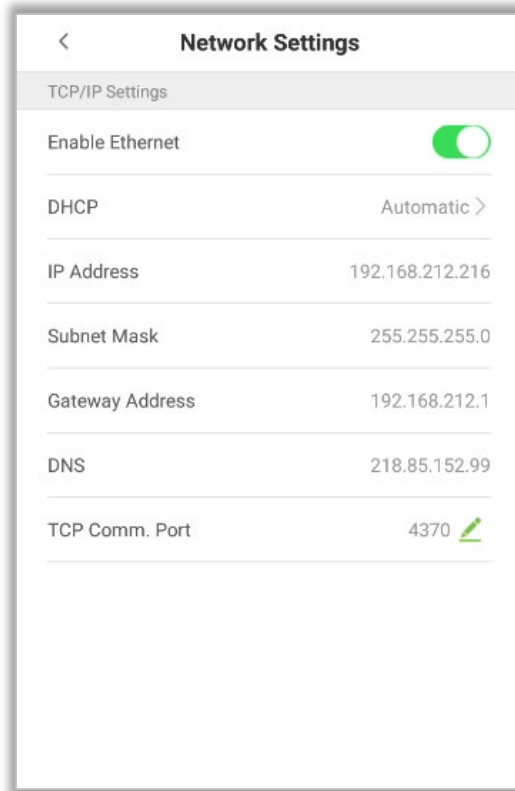 Network Settings
TCP/IP Settings
Enable Ethernet
DHCP Automatic
IP Address 192.168.212.216
Subnet Mask 255.255.255.0
Gateway Address 192.168.212.1
DNS 218.85.152.99
TCP Comm. Port 4370